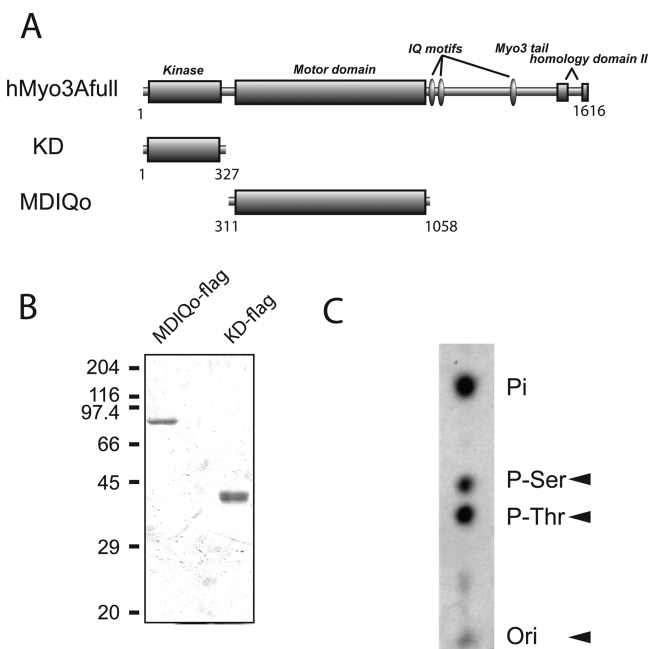 A
IQ motifs
Myo3 tail
homology domain II
Kinase
Motor domain
hMyo3Afull
1
1616
KD
1
327
MDIQo
311
1058
B
MDIQo-flag
KD-flag
204
116
97.4
66
45
29
20
C
Pi
P-Ser
P-Thr
Ori